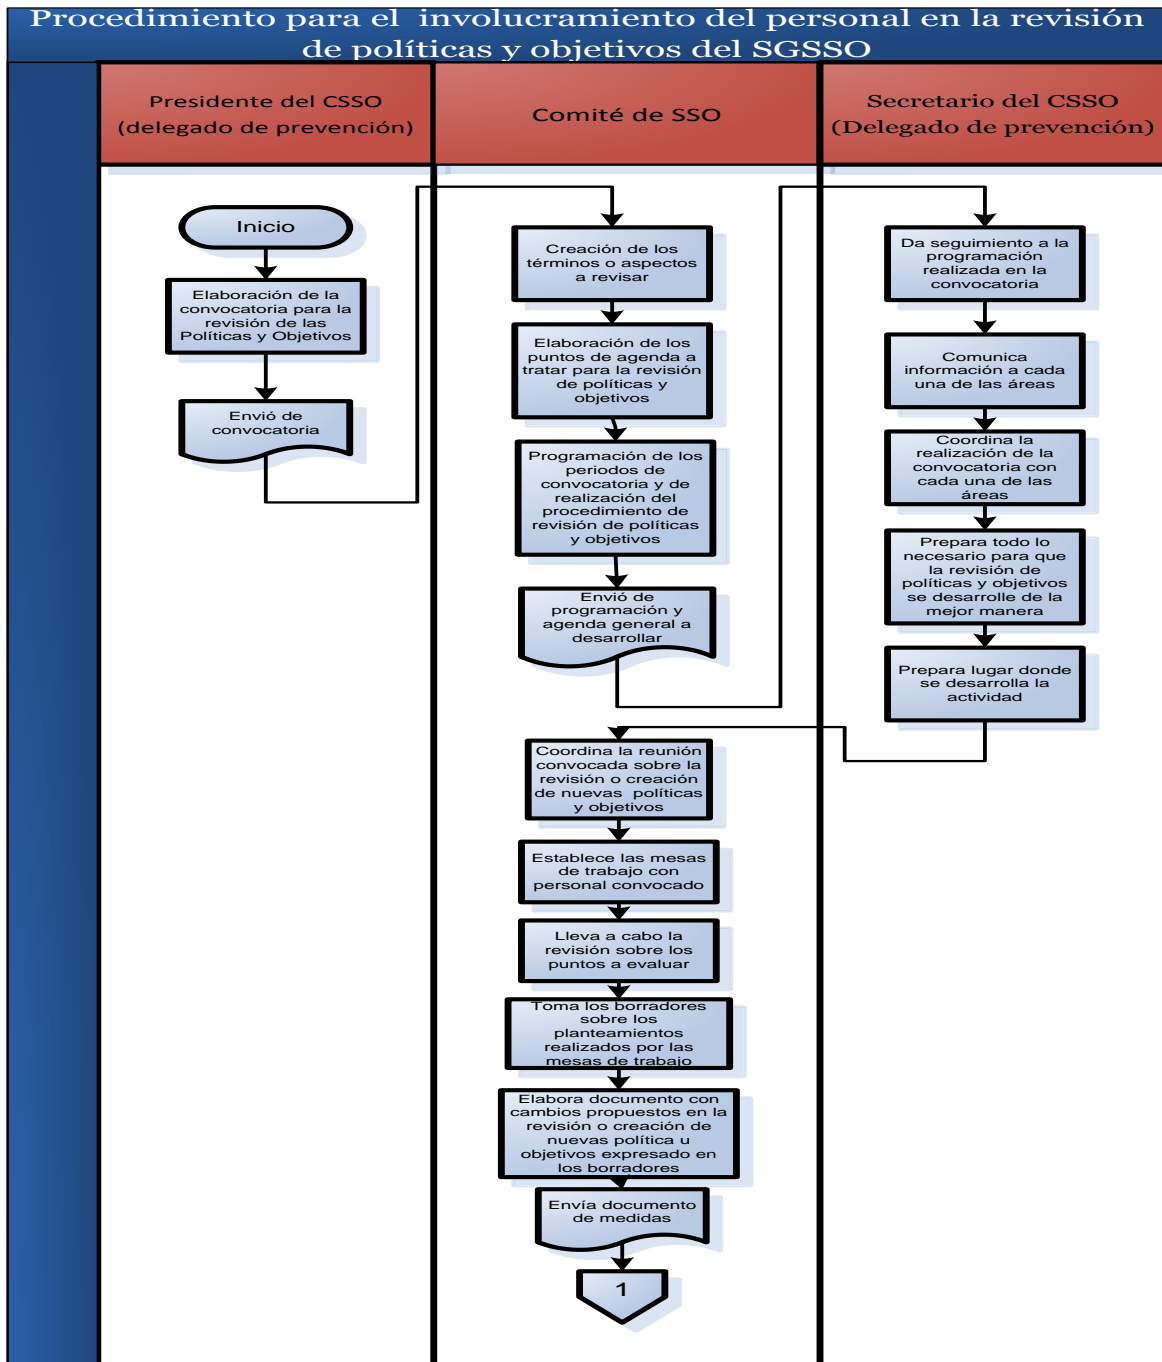 Procedimiento para el  involucramiento del personal en la revisión
de políticas y objetivos del SGSSO
Presidente del CSSO
(delegado de prevención)
Comité de SSO
Secretario del CSSO
(Delegado de prevención)
Inicio
Elaboración de la
convocatoria para la
revisión de las
Políticas y Objetivos
Envió de
convocatoria
Creación de los
términos o aspectos
a revisar
Elaboración de los
puntos de agenda a
tratar para la revisión
de políticas y
objetivos
Programación de los
periodos de
convocatoria y de
realización del
procedimiento de
revisión de políticas
y objetivos
Envió de
programación y
agenda general a
desarrollar
Da seguimiento a la
programación
realizada en la
convocatoria
Comunica
información a cada
una de las áreas
Coordina la
realización de la
convocatoria con
cada una de las
áreas
Prepara todo lo
necesario para que
la revisión de
políticas y objetivos
se desarrolle de la
mejor manera
Prepara lugar donde
se desarrolla la
actividad
Coordina la reunión
convocada sobre la
revisión o creación
de nuevas  políticas
y objetivos
Establece las mesas
de trabajo con
personal convocado
Lleva a cabo la
revisión sobre los
puntos a evaluar
Toma los borradores
sobre los
planteamientos
realizados por las
mesas de trabajo
Elabora documento con
cambios propuestos en la
revisión o creación de
nuevas política u
objetivos expresado en
los borradores
Envía documento
de medidas
1